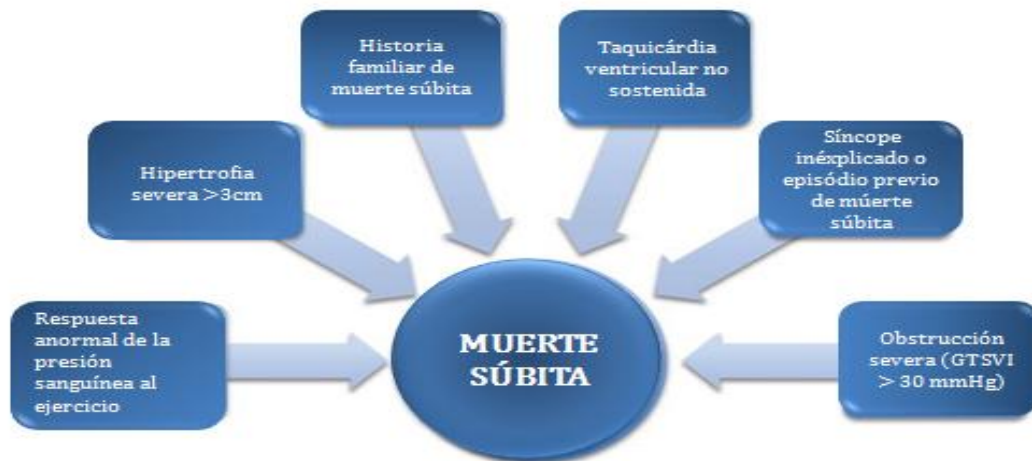 Historia
familiar de
muerte súbita
Taquicárdia
ventricular no
sostenida
Hipertrofia
severa >3cm
Síncope
inéxplicado o
episódio previo
de múerte
súbita
Respuesta
anormal de la
presión
sanguínea al
ejercicio
MUERTE
SÚBITA
Obstrucción
severa (GTSVI
> 30 mmHg)